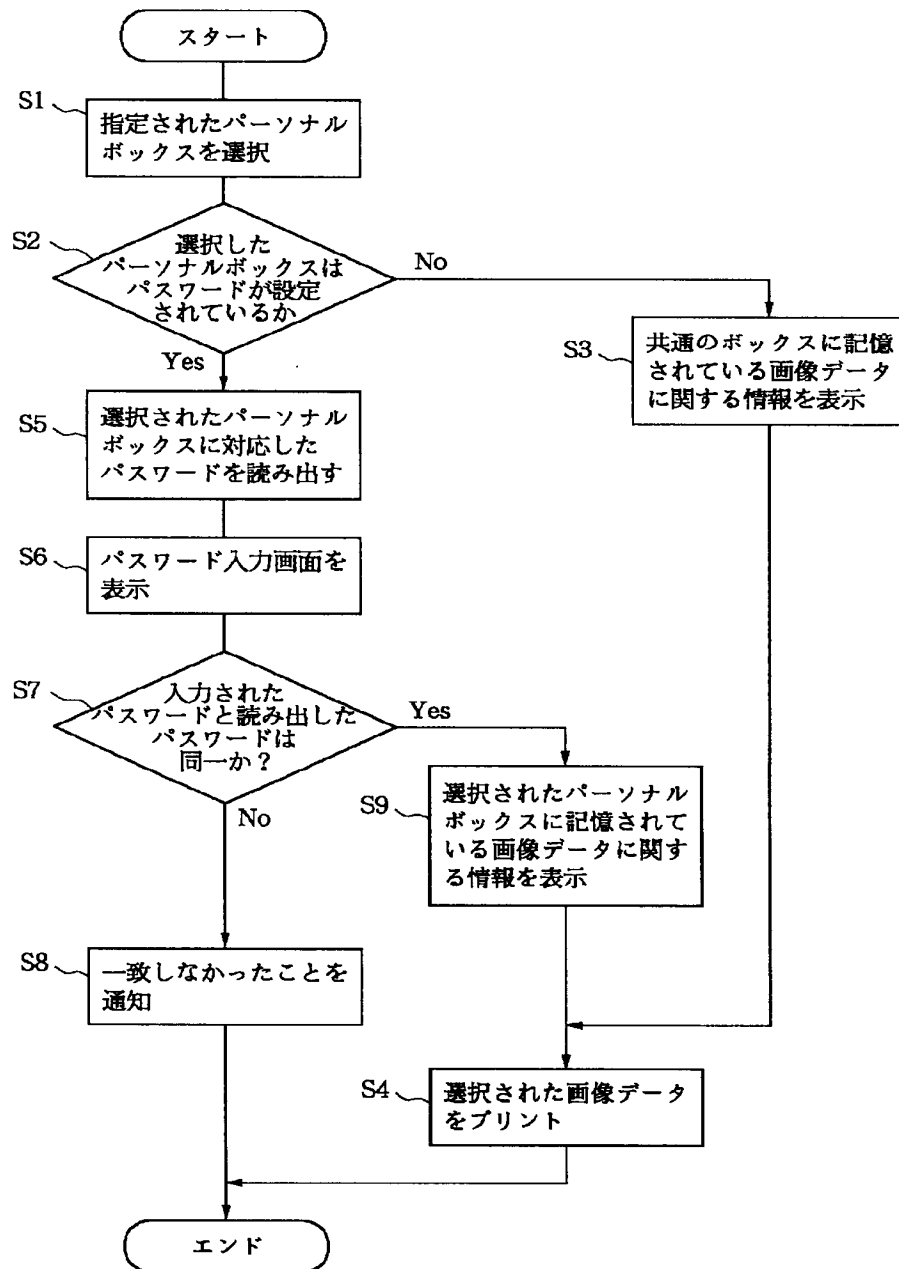 スタート
S1
指定されたパーソナル
ボックスを選択
S2
選択した
パーソナルボックスは
パスワードが設定
されているか
No
Yes
S3
共通のボックスに記憶
されている画像データ
に関する情報を表示
S5
選択されたパーソナル
ボックスに対応した
パスワードを読み出す
S6
パスワード入力画面を
表示
S7
入力された
パスワードと読み出した
パスワードは
同一か？
Yes
No
S9
選択されたパーソナル
ボックスに記憶されて
いる画像データに関す
る情報を表示
S8
一致しなかったことを
通知
S4
選択された画像データ
をプリント
エンド